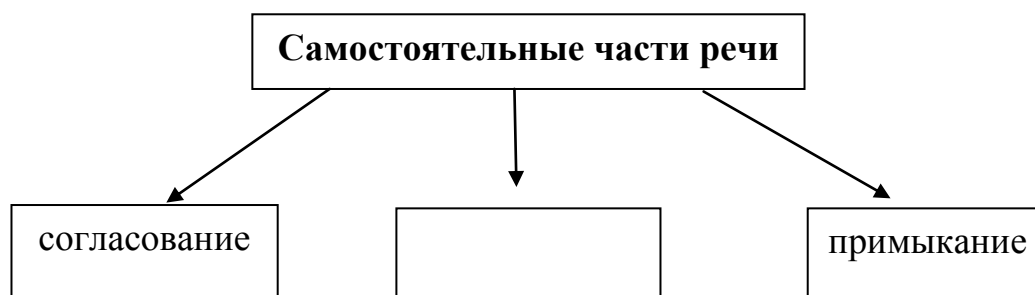 Самостоятельные части речи
согласование
примыкание